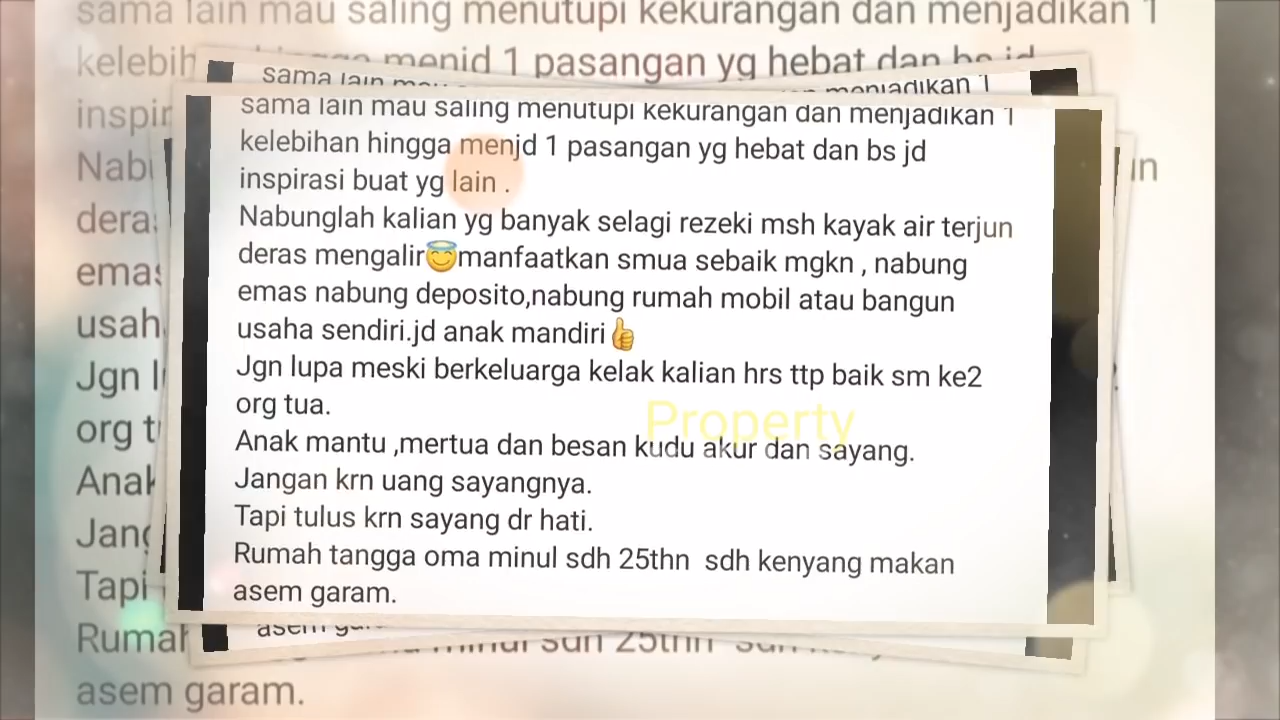 sama lain mau saling menutupi kekurangan dan menjadikan 1
kelebihan hingga menjd 1 pasangan yg hebat dan bs jd
inspirasi buat yg lain .
Nabunglah kalian yg banyak selagi rezeki msh kayak air terjun
deras mengalir😇manfaatkan smua sebaik mgkn , nabung
emas nabung deposito,nabung rumah mobil atau bangun
usaha sendiri.jd anak mandiri👍
Jgn lupa meski berkeluarga kelak kalian hrs ttp baik sm ke2
org tua.
Property
Anak mantu ,mertua dan besan kudu akur dan sayang.
Jangan krn uang sayangnya.
Tapi tulus krn sayang dr hati.
Rumah tangga oma minul sdh 25thn  sdh kenyang makan
asem garam.